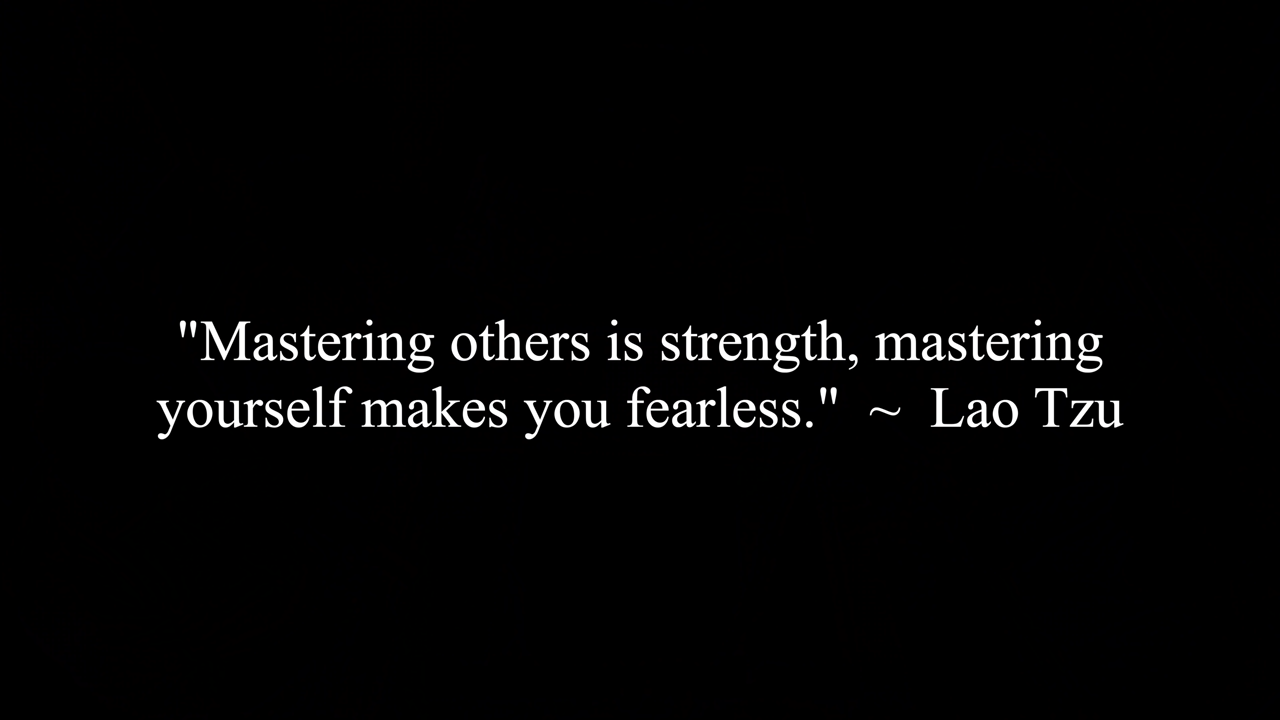 "Mastering others is strength, mastering
yourself makes you fearless."  ~  Lao Tzu